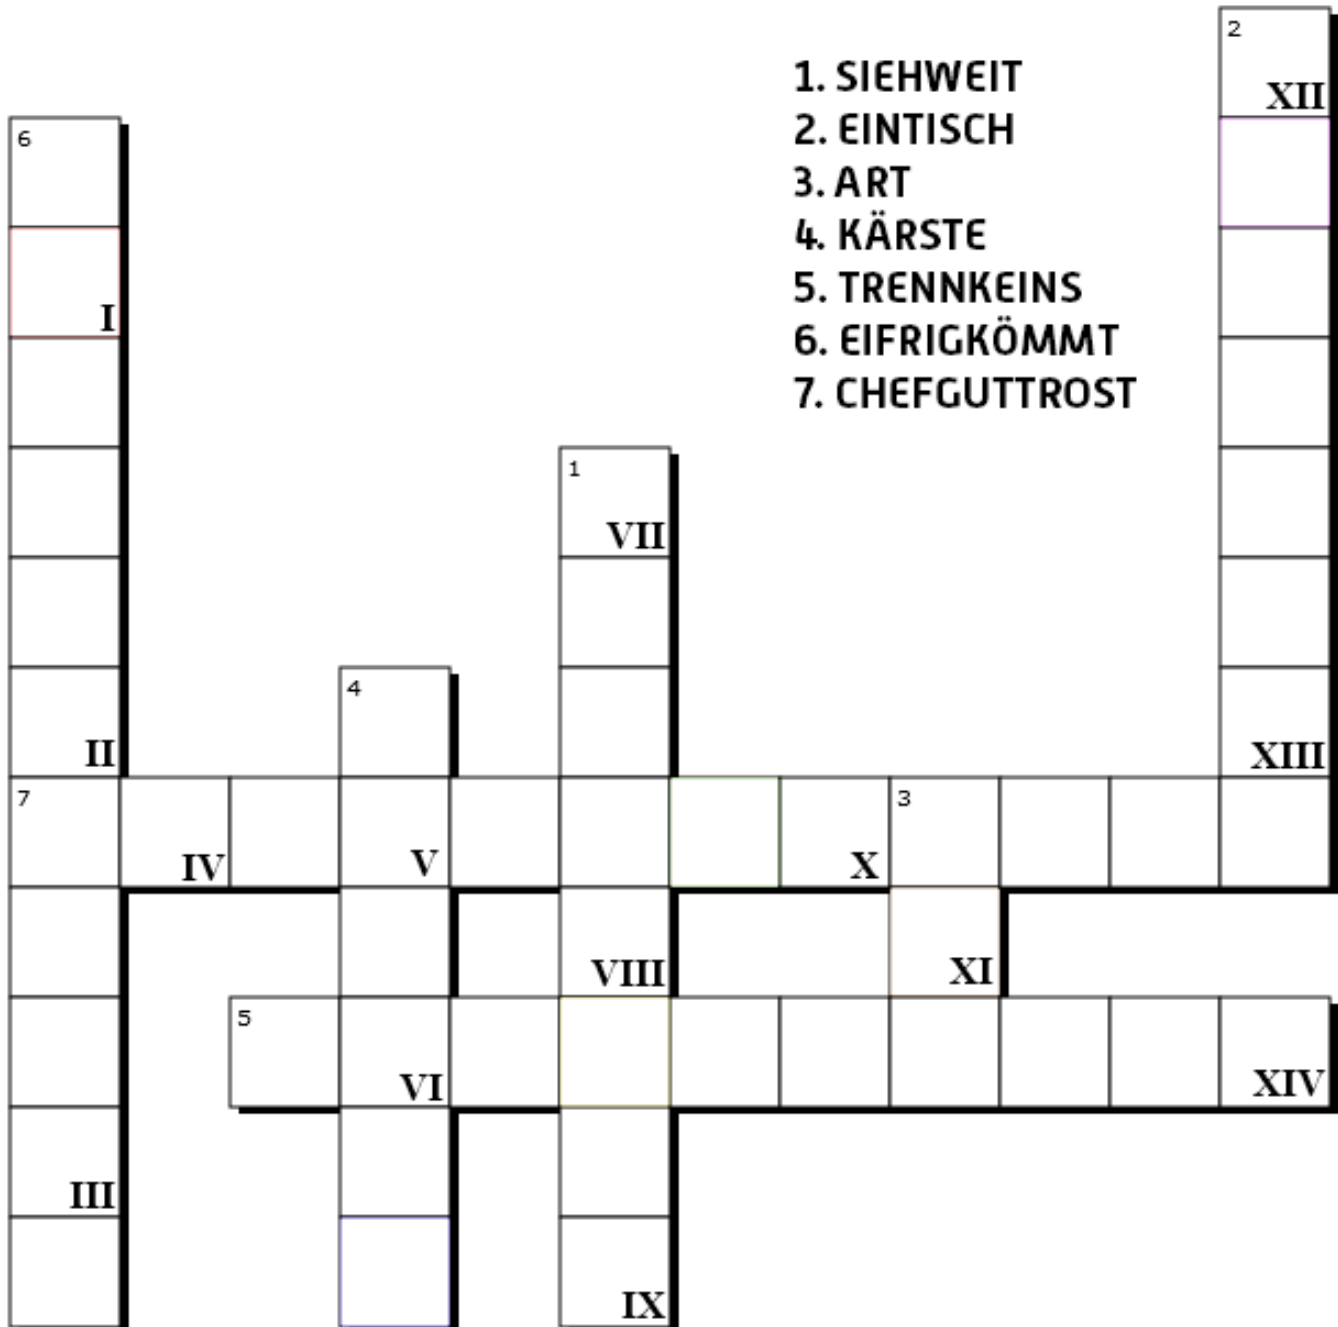 2
1. SIEHWEIT
XII
2. EINTISCH
6
3. ART
4. KÄRSTE
5. TRENNKEINS
I
6. EIFRIGKÖMMT
7. CHEFGUTTROST
1
VII
4
II
XIII
7
3
IV
V
X
VIII
XI
5
VI
XIV
III
IX